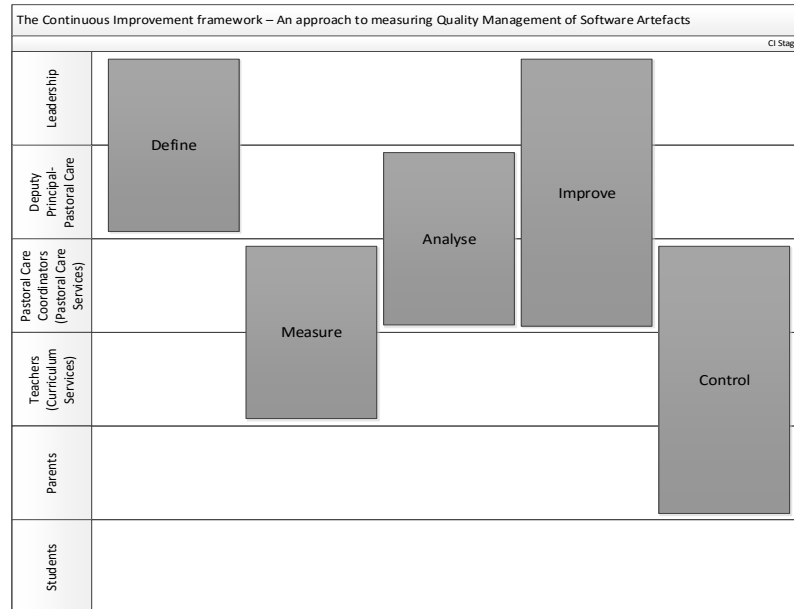 The Continuous Improvement framework – An approach to measuring Quality Management of Software Artefacts
CI Stag
Leadership
Define
Deputy
Principal-
Pastoral Care
Improve
Analyse
Pastoral Care
Coordinators
(Pastoral Care
Services)
Measure
Teachers
(Curriculum
Services)
Control
Parents
Students